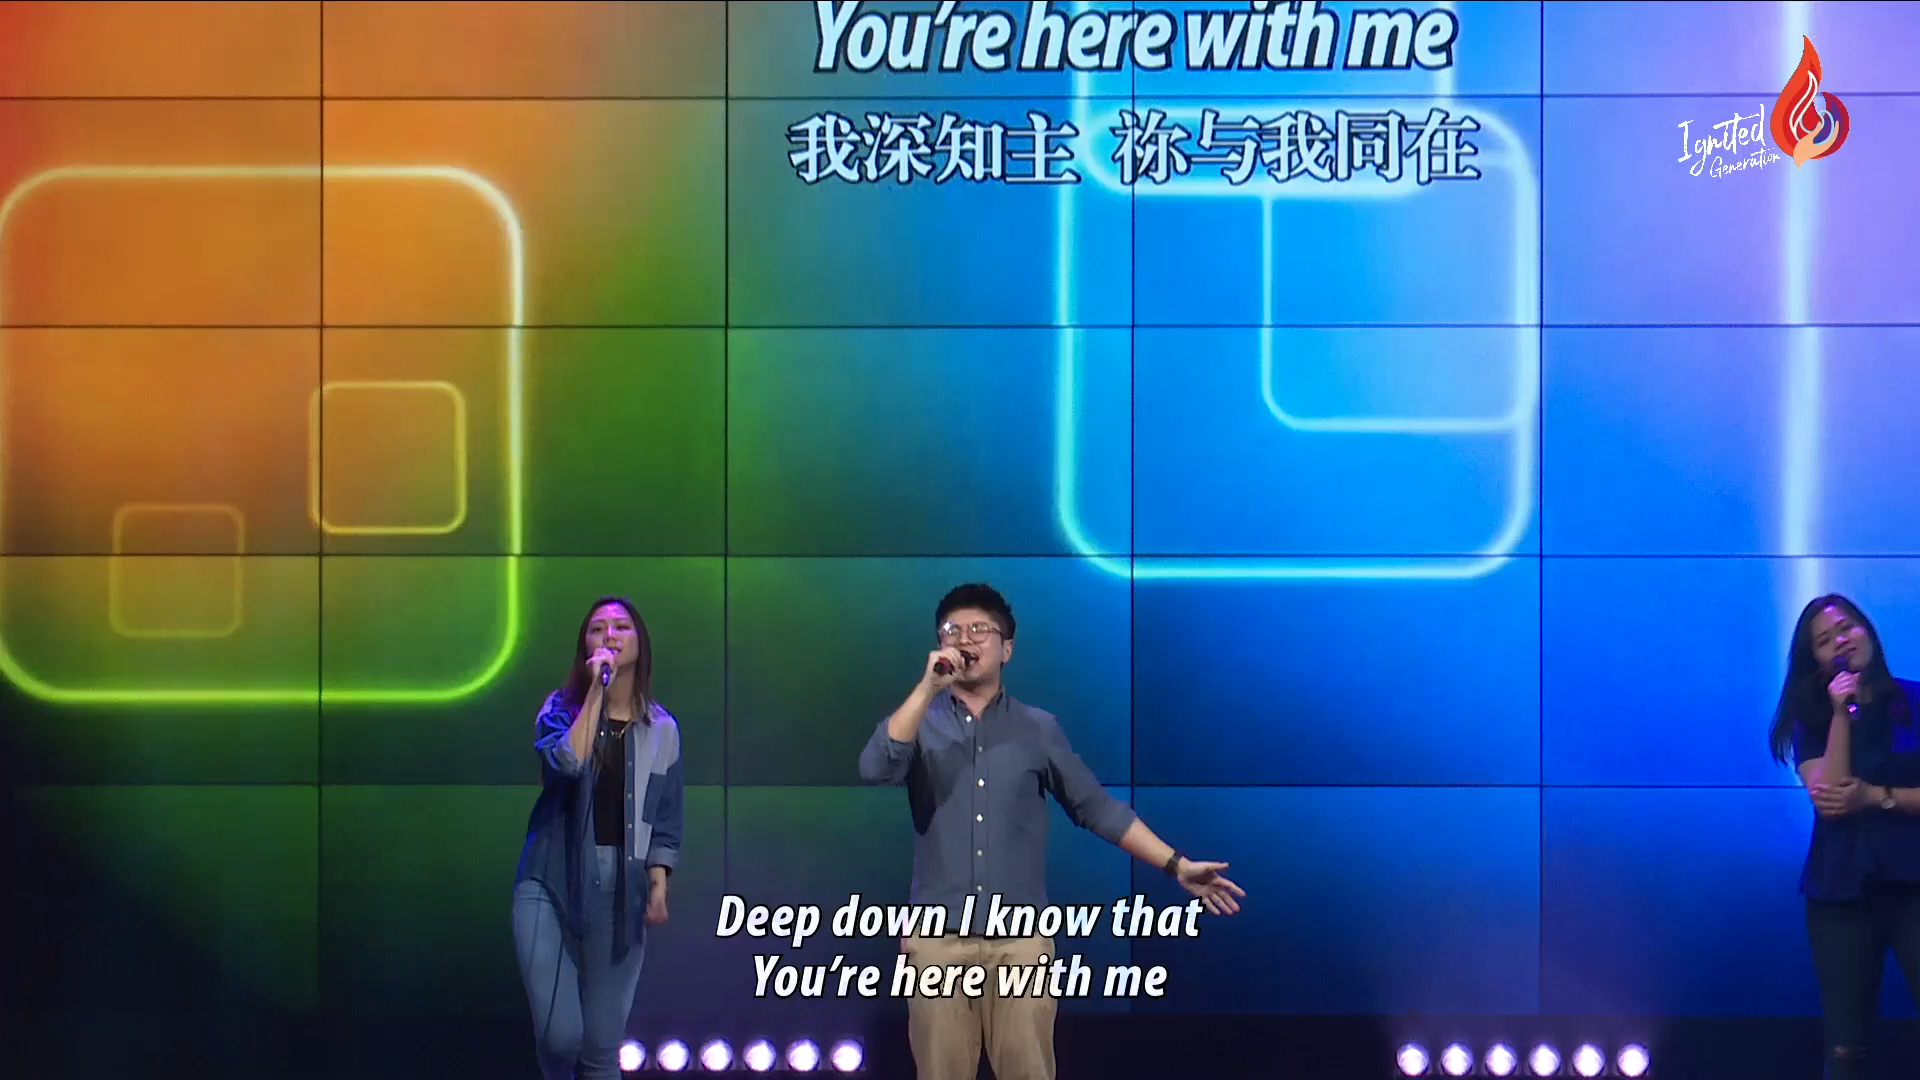 You're here with me
我深知主 祢与我同在
Ignited
Generation
Deep down I know that
You're here with me